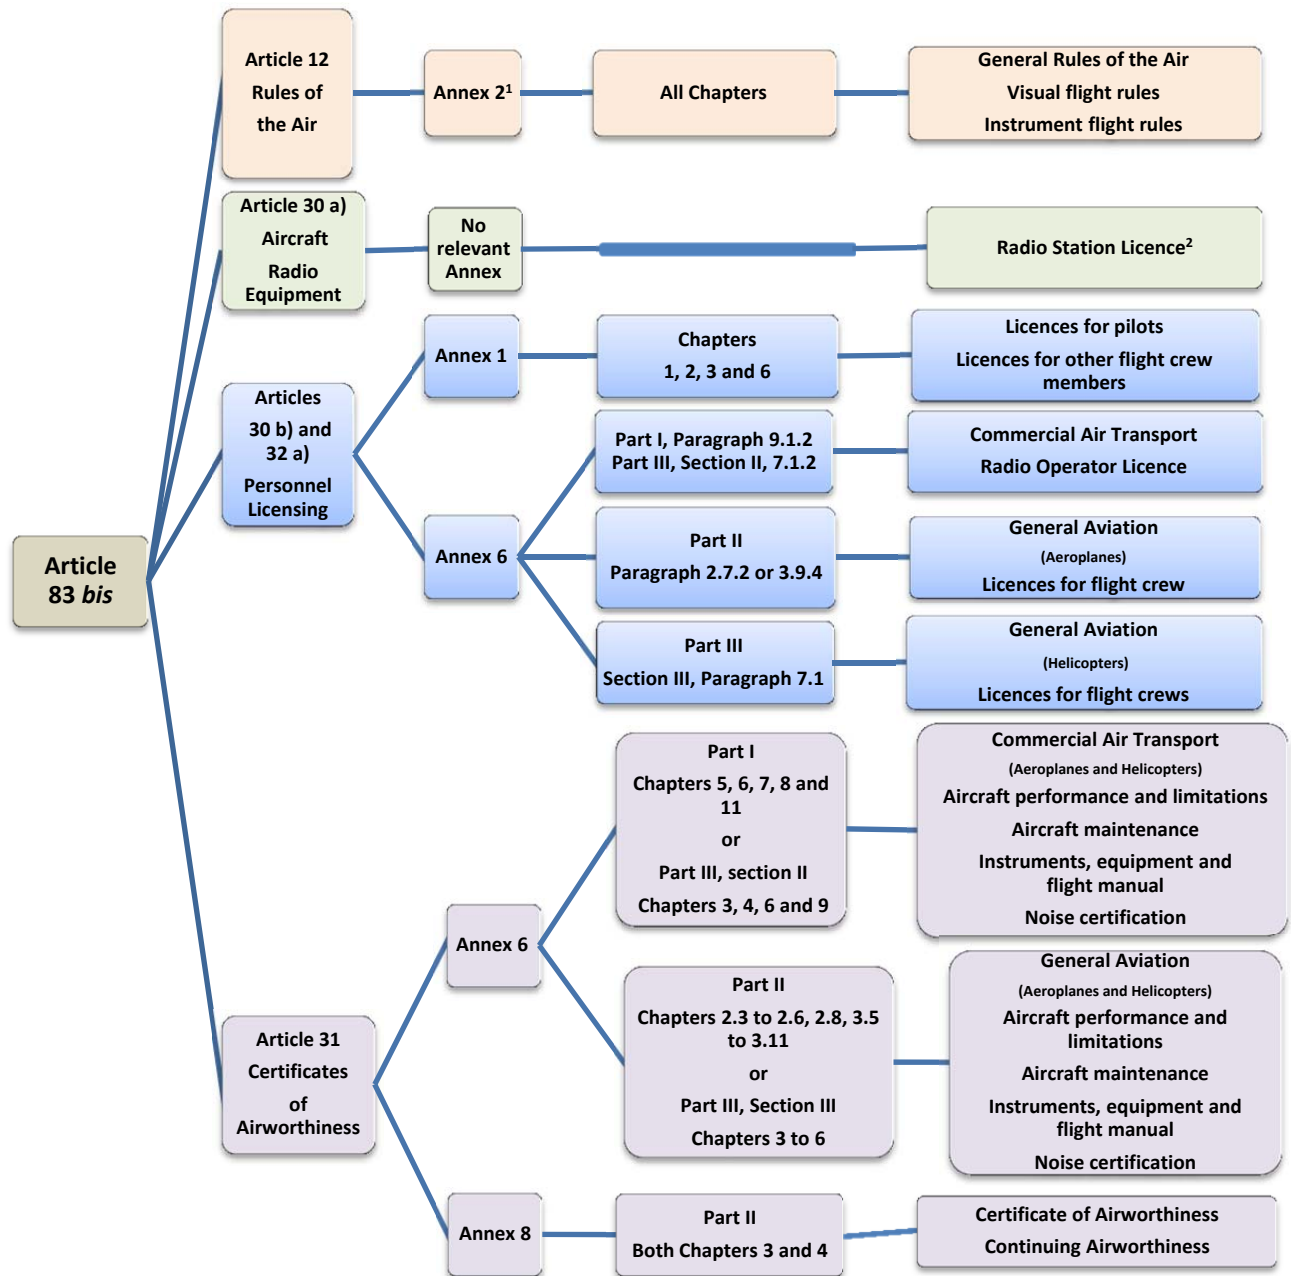 Article
83 bis
Article 12
Rules of
the Air
Annex 2¹
All Chapters
General Rules of the Air
Visual flight rules
Instrument flight rules
Article 30 a)
Aircraft
Radio
Equipment
No
relevant
Annex
Radio Station Licence²
Articles
30 b) and
32 a)
Personnel
Licensing
Annex 1
Chapters
1, 2, 3 and 6
Licences for pilots
Licences for other flight crew
members
Annex 6
Part I, Paragraph 9.1.2
Part III, Section II, 7.1.2
Commercial Air Transport
Radio Operator Licence
Part II
Paragraph 2.7.2 or 3.9.4
General Aviation
(Aeroplanes)
Licences for flight crew
Part III
Section III, Paragraph 7.1
General Aviation
(Helicopters)
Licences for flight crews
Article 31
Certificates
of
Airworthiness
Annex 6
Part I
Chapters 5, 6, 7, 8 and
11
or
Part III, section II
Chapters 3, 4, 6 and 9
Commercial Air Transport
(Aeroplanes and Helicopters)
Aircraft performance and limitations
Aircraft maintenance
Instruments, equipment and
flight manual
Noise certification
Part II
Chapters 2.3 to 2.6, 2.8, 3.5
to 3.11
or
Part III, Section III
Chapters 3 to 6
General Aviation
(Aeroplanes and Helicopters)
Aircraft performance and
limitations
Aircraft maintenance
Instruments, equipment and
flight manual
Noise certification
Annex 8
Part II
Both Chapters 3 and 4
Certificate of Airworthiness
Continuing Airworthiness